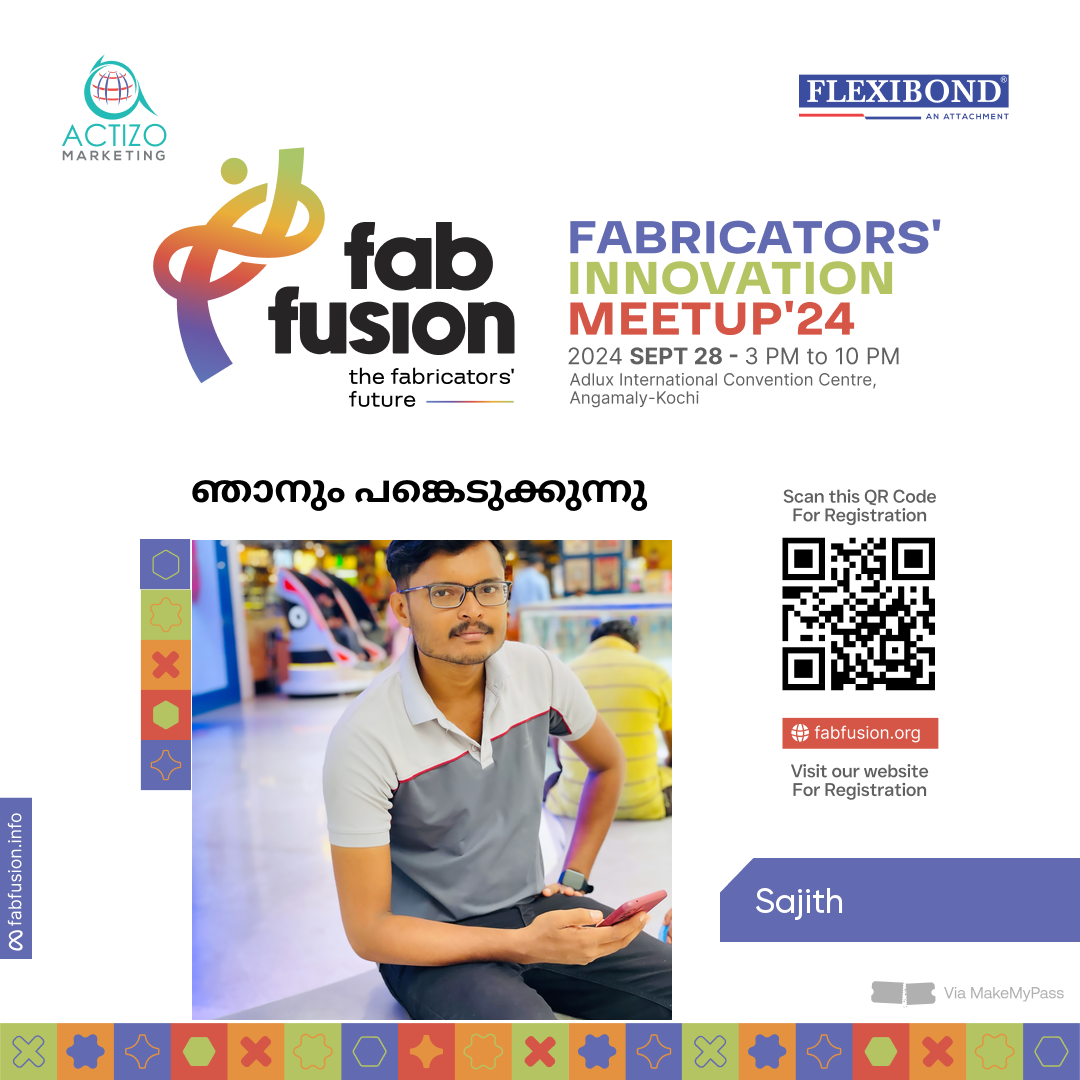 ACTIZO
MARKETING
FLEXIBOND®
AN ATTACHMENT
fab
fusion
the fabricators'
future
FABRICATORS'
INNOVATION
MEETUP'24
2024 SEPT 28 - 3 PM to 10 PM
Adlux International Convention Centre,
Angamaly-Kochi
ഞാനും പങ്കെടുക്കുന്നു
Scan this QR Code
For Registration
fabfusion.org
Visit our website
For Registration
fabfusion.info
Sajith
Via MakeMyPass